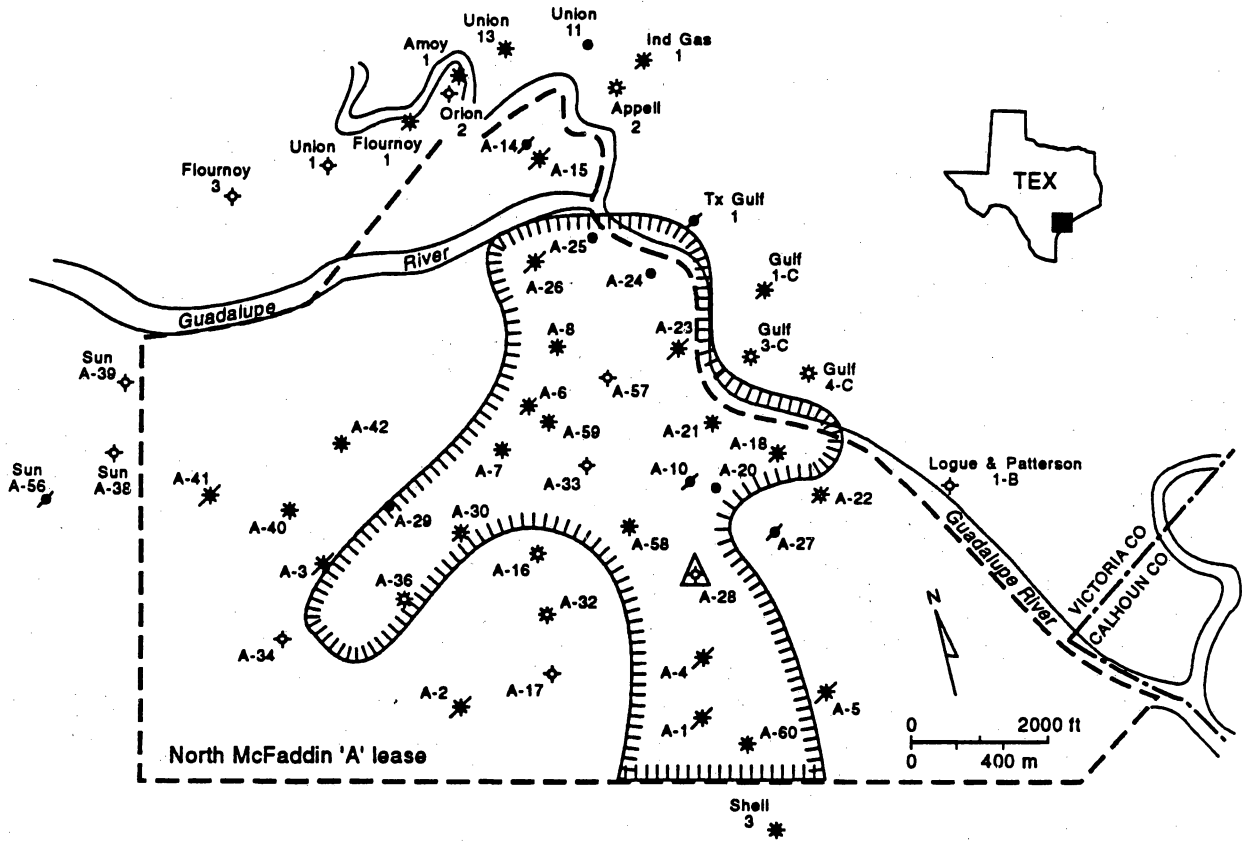 Union
13
Union
11
Amoy
1
Ind Gas
1
Orion
2
Appell
2
Flournoy
1
Union
1
Flournoy
3
A-14
A-15
TEX
Tx Gulf
1
River
Guadalupe
A-25
A-26
A-24
Gulf
1-C
A-8
A-23
Gulf
3-C
Gulf
4-C
Sun
A-39
A-57
A-6
A-59
A-21
A-18
A-42
A-7
A-33
A-10
A-20
Logue & Patterson
1-B
Sun
A-56
Sun
A-38
A-41
A-40
A-29
A-30
A-58
A-22
A-27
A-3
A-36
A-16
A-28
Guadalupe River
VICTORIA CO
CALHOUN CO
N
A-32
A-34
A-17
A-4
A-2
A-5
A-1
A-60
0 2000 ft
0 400 m
North McFaddin 'A' lease
Shell
3